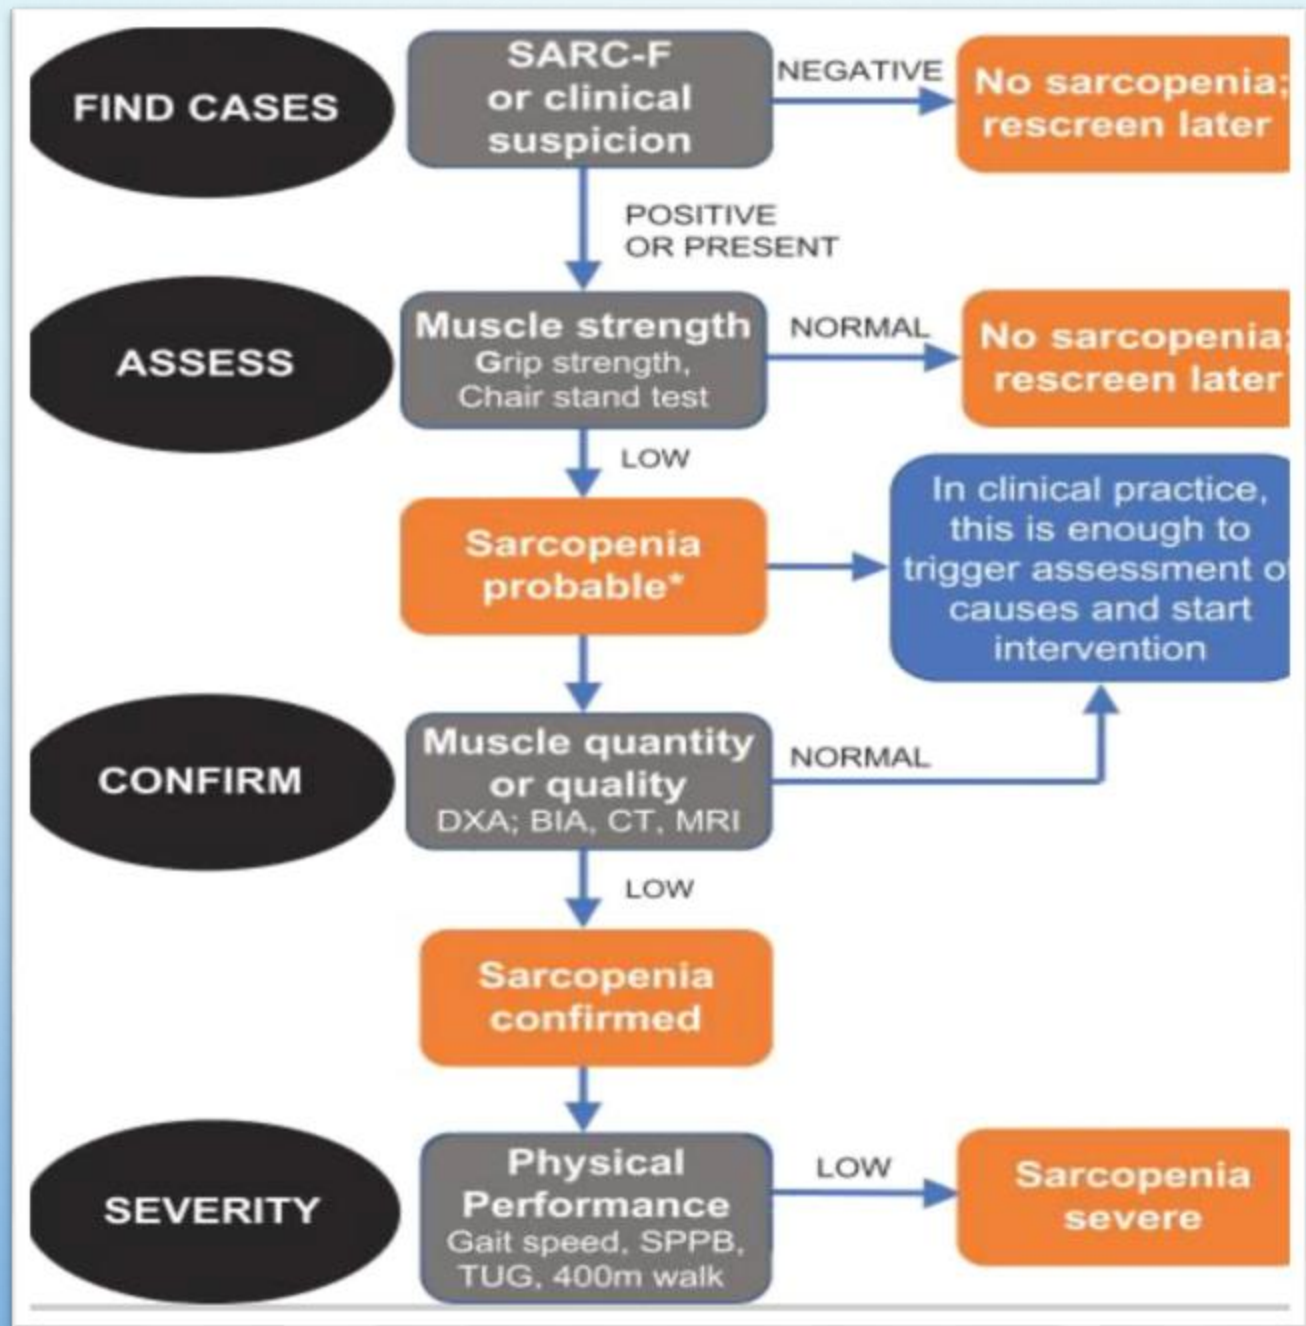 FIND CASES
SARC-F
or clinical
suspicion
NEGATIVE
No sarcopenia;
rescreen later
POSITIVE
OR PRESENT
ASSESS
Muscle strength
Grip strength,
Chair stand test
NORMAL
No sarcopenia;
rescreen later
LOW
Sarcopenia
probable*
In clinical practice,
this is enough to
trigger assessment of
causes and start
intervention
CONFIRM
Muscle quantity
or quality
DXA; BIA, CT, MRI
NORMAL
LOW
Sarcopenia
confirmed
SEVERITY
Physical
Performance
Gait speed, SPPB,
TUG, 400m walk
LOW
Sarcopenia
severe